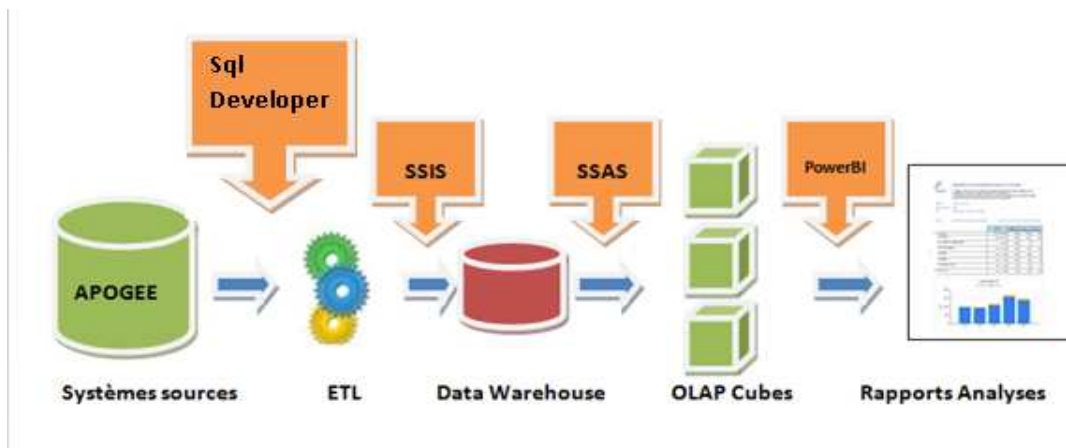 Sql
Developer
SSIS
SSAS
PowerBI
APOGEE
Systèmes sources
ETL
Data Warehouse
OLAP Cubes
Rapports Analyses